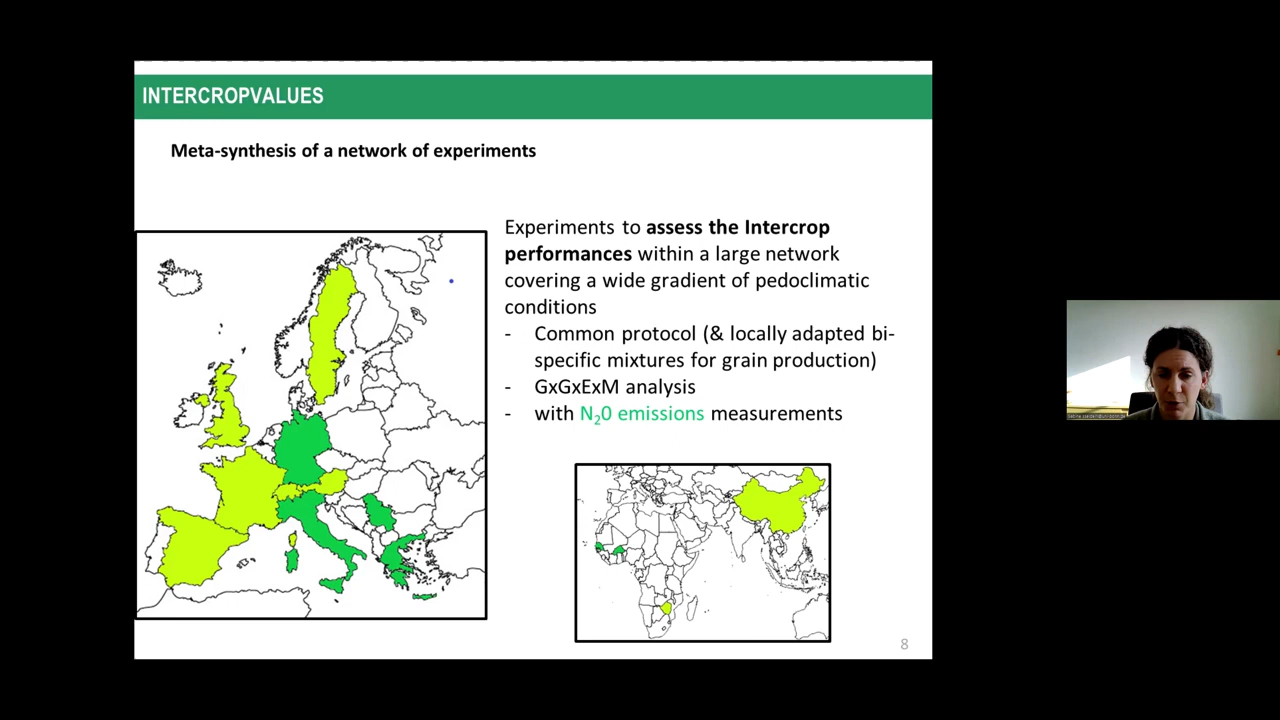 INTERCROPVALUES
Meta-synthesis of a network of experiments
Experiments to assess the Intercrop
performances within a large network
covering a wide gradient of pedoclimatic
conditions
- Common protocol (& locally adapted bi-
specific mixtures for grain production)
- GxGxExM analysis
- with N₂0 emissions measurements
8